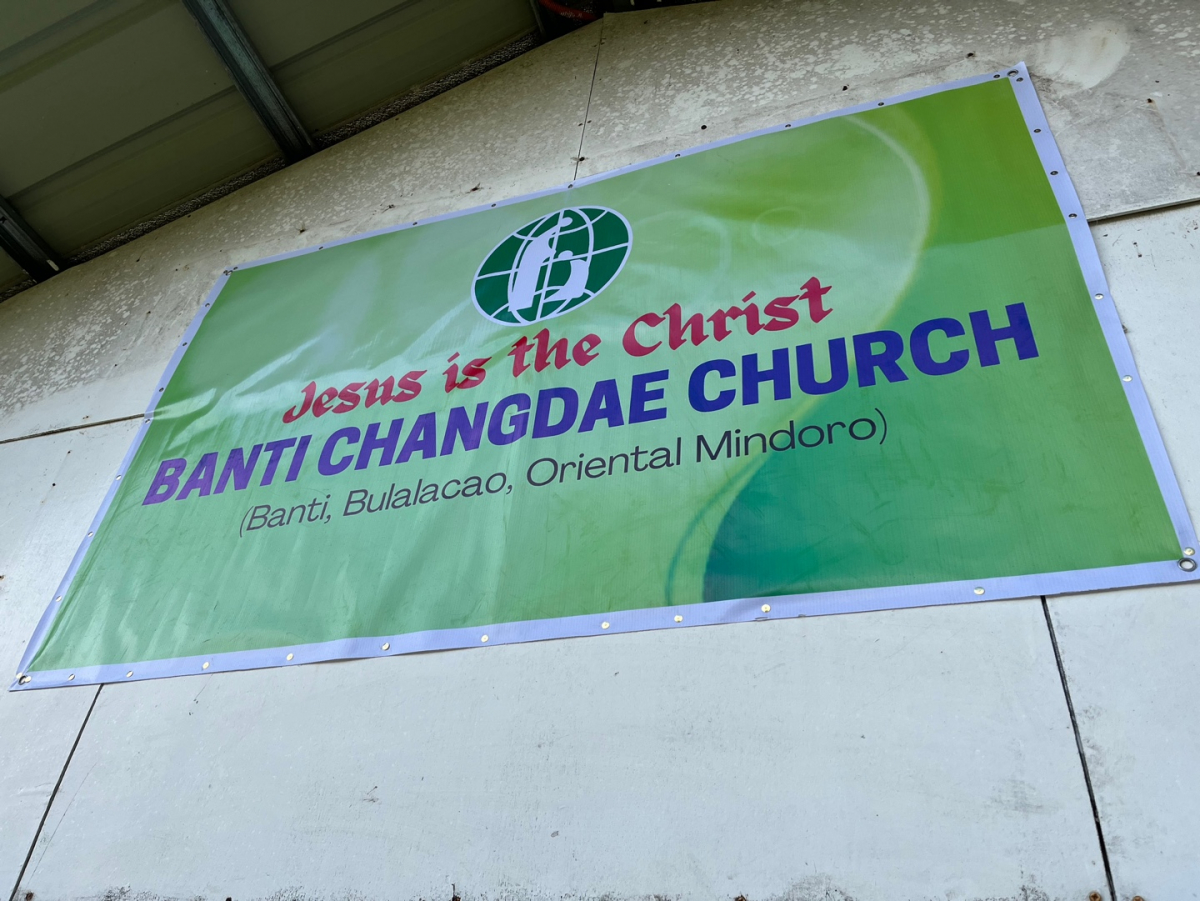 Jesus is the Christ
BANTI CHANGDAE CHURCH
(Banti, Bulalacao, Oriental Mindoro)